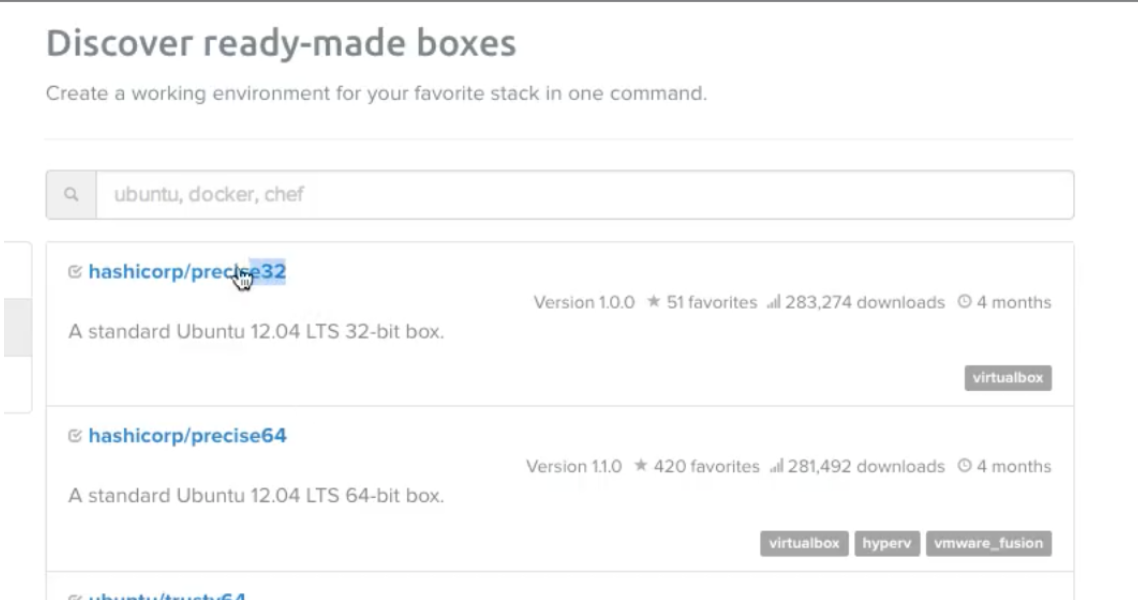 Discover ready-made boxes
Create a working environment for your favorite stack in one command.
ubuntu, docker, chef
hashicorp/precise32
Version 1.0.0 51 favorites 283,274 downloads 4 months
A standard Ubuntu 12.04 LTS 32-bit box.
virtualbox
hashicorp/precise64
Version 1.1.0 420 favorites 281,492 downloads 4 months
A standard Ubuntu 12.04 LTS 64-bit box.
virtualbox hyperv vmware_fusion
ubuntu/trusty64